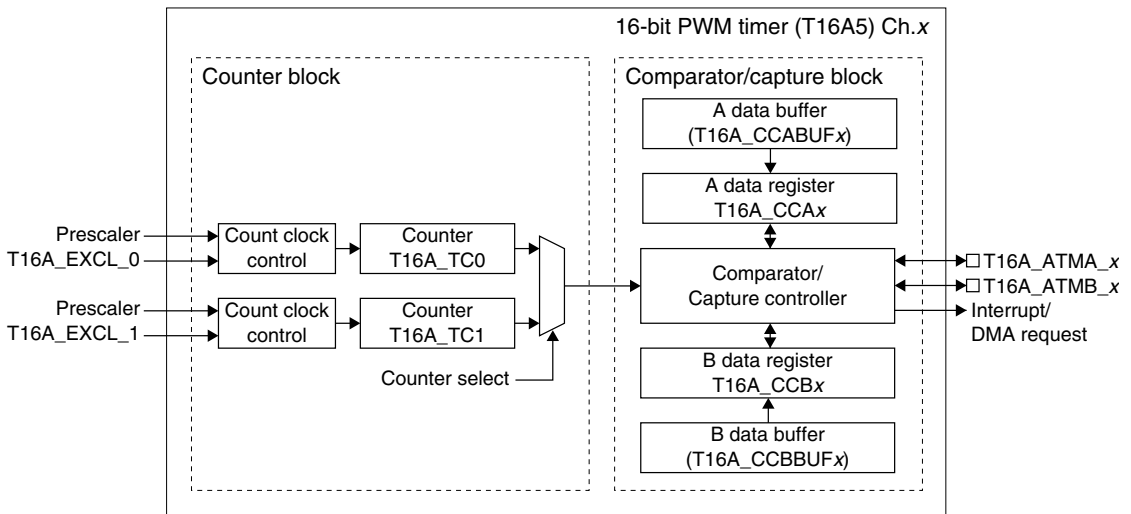 16-bit PWM timer (T16A5) Ch.x
Counter block
Comparator/capture block
A data buffer
(T16A_CCABUFx)
A data register
T16A_CCAx
Prescaler
T16A_EXCL_0
Count clock
control
Counter
T16A_TC0
Prescaler
T16A_EXCL_1
Count clock
control
Counter
T16A_TC1
Counter select
Comparator/
Capture controller
T16A_ATMA_x
T16A_ATMB_x
Interrupt/
DMA request
B data register
T16A_CCBx
B data buffer
(T16A_CCBBUFx)